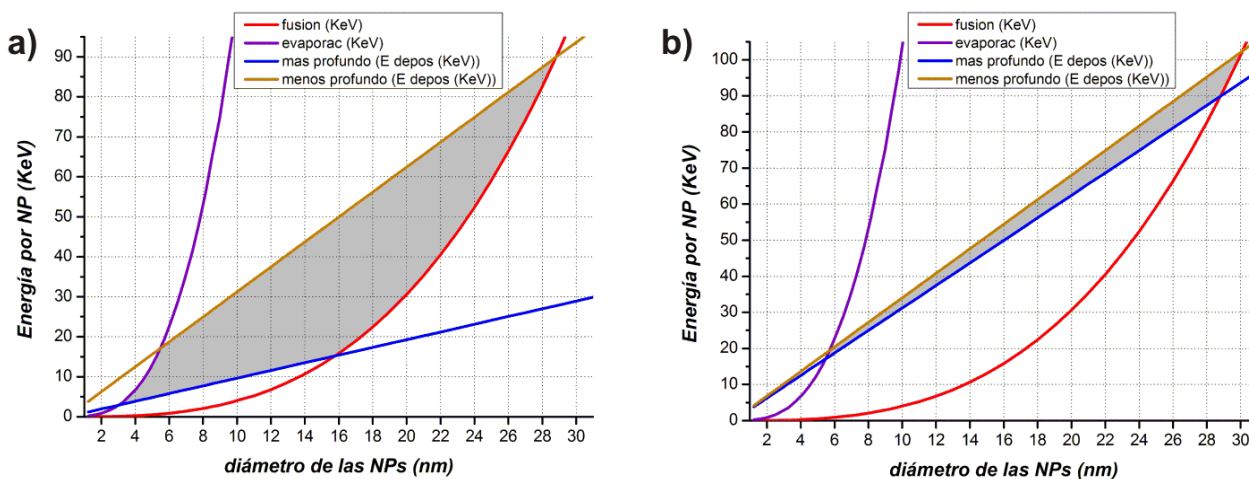 a)
fusion (KeV)
evaporac (KeV)
mas profundo (E depos (KeV))
menos profundo (E depos (KeV))
90
80
70
60
50
40
30
20
10
0
Energía por NP (KeV)
2 4 6 8 10 12 14 16 18 20 22 24 26 28 30
diámetro de las NPs (nm)
b)
fusion (KeV)
evaporac (KeV)
mas profundo (E depos (KeV))
menos profundo (E depos (KeV))
100
90
80
70
60
50
40
30
20
10
0
Energía por NP (KeV)
2 4 6 8 10 12 14 16 18 20 22 24 26 28 30
diámetro de las NPs (nm)